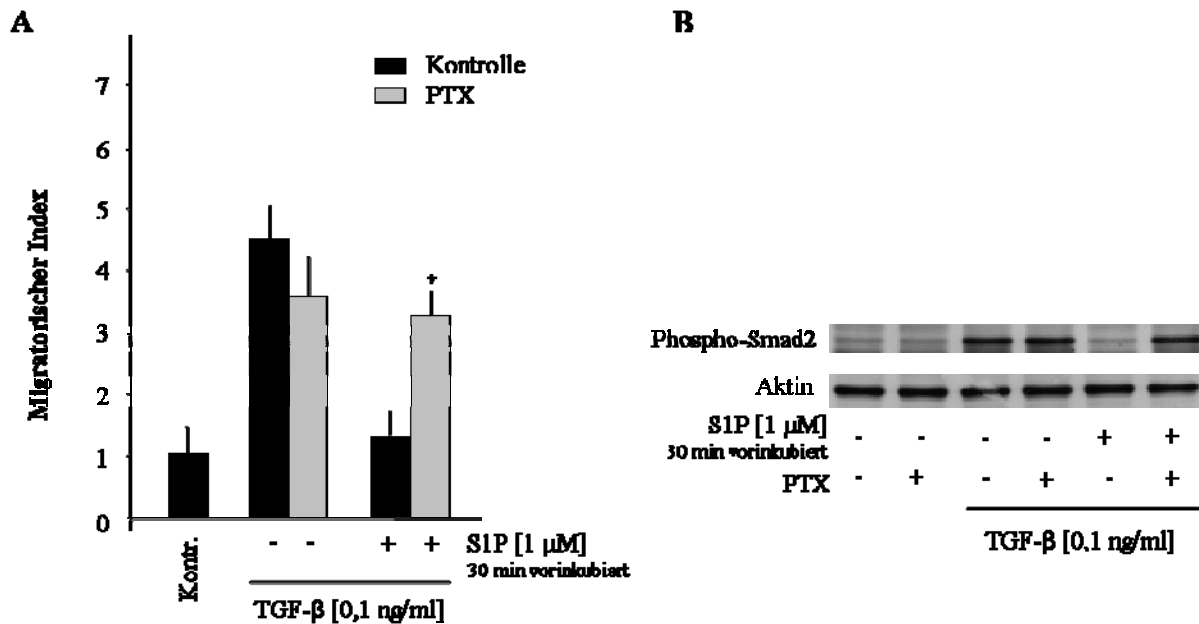 A
7
6
5
4
3
2
1
0
Migratorischer Index
Kontrolle
PTX
*
Kontr.
- - + + S1P [1 µM]
30 min vorinkubiert
TGF-β [0,1 ng/ml]
B
Phospho-Smad2
Aktin
S1P [1 µM] - - - - + +
30 min vorinkubiert
PTX - + - + - +
TGF-β [0,1 ng/ml]